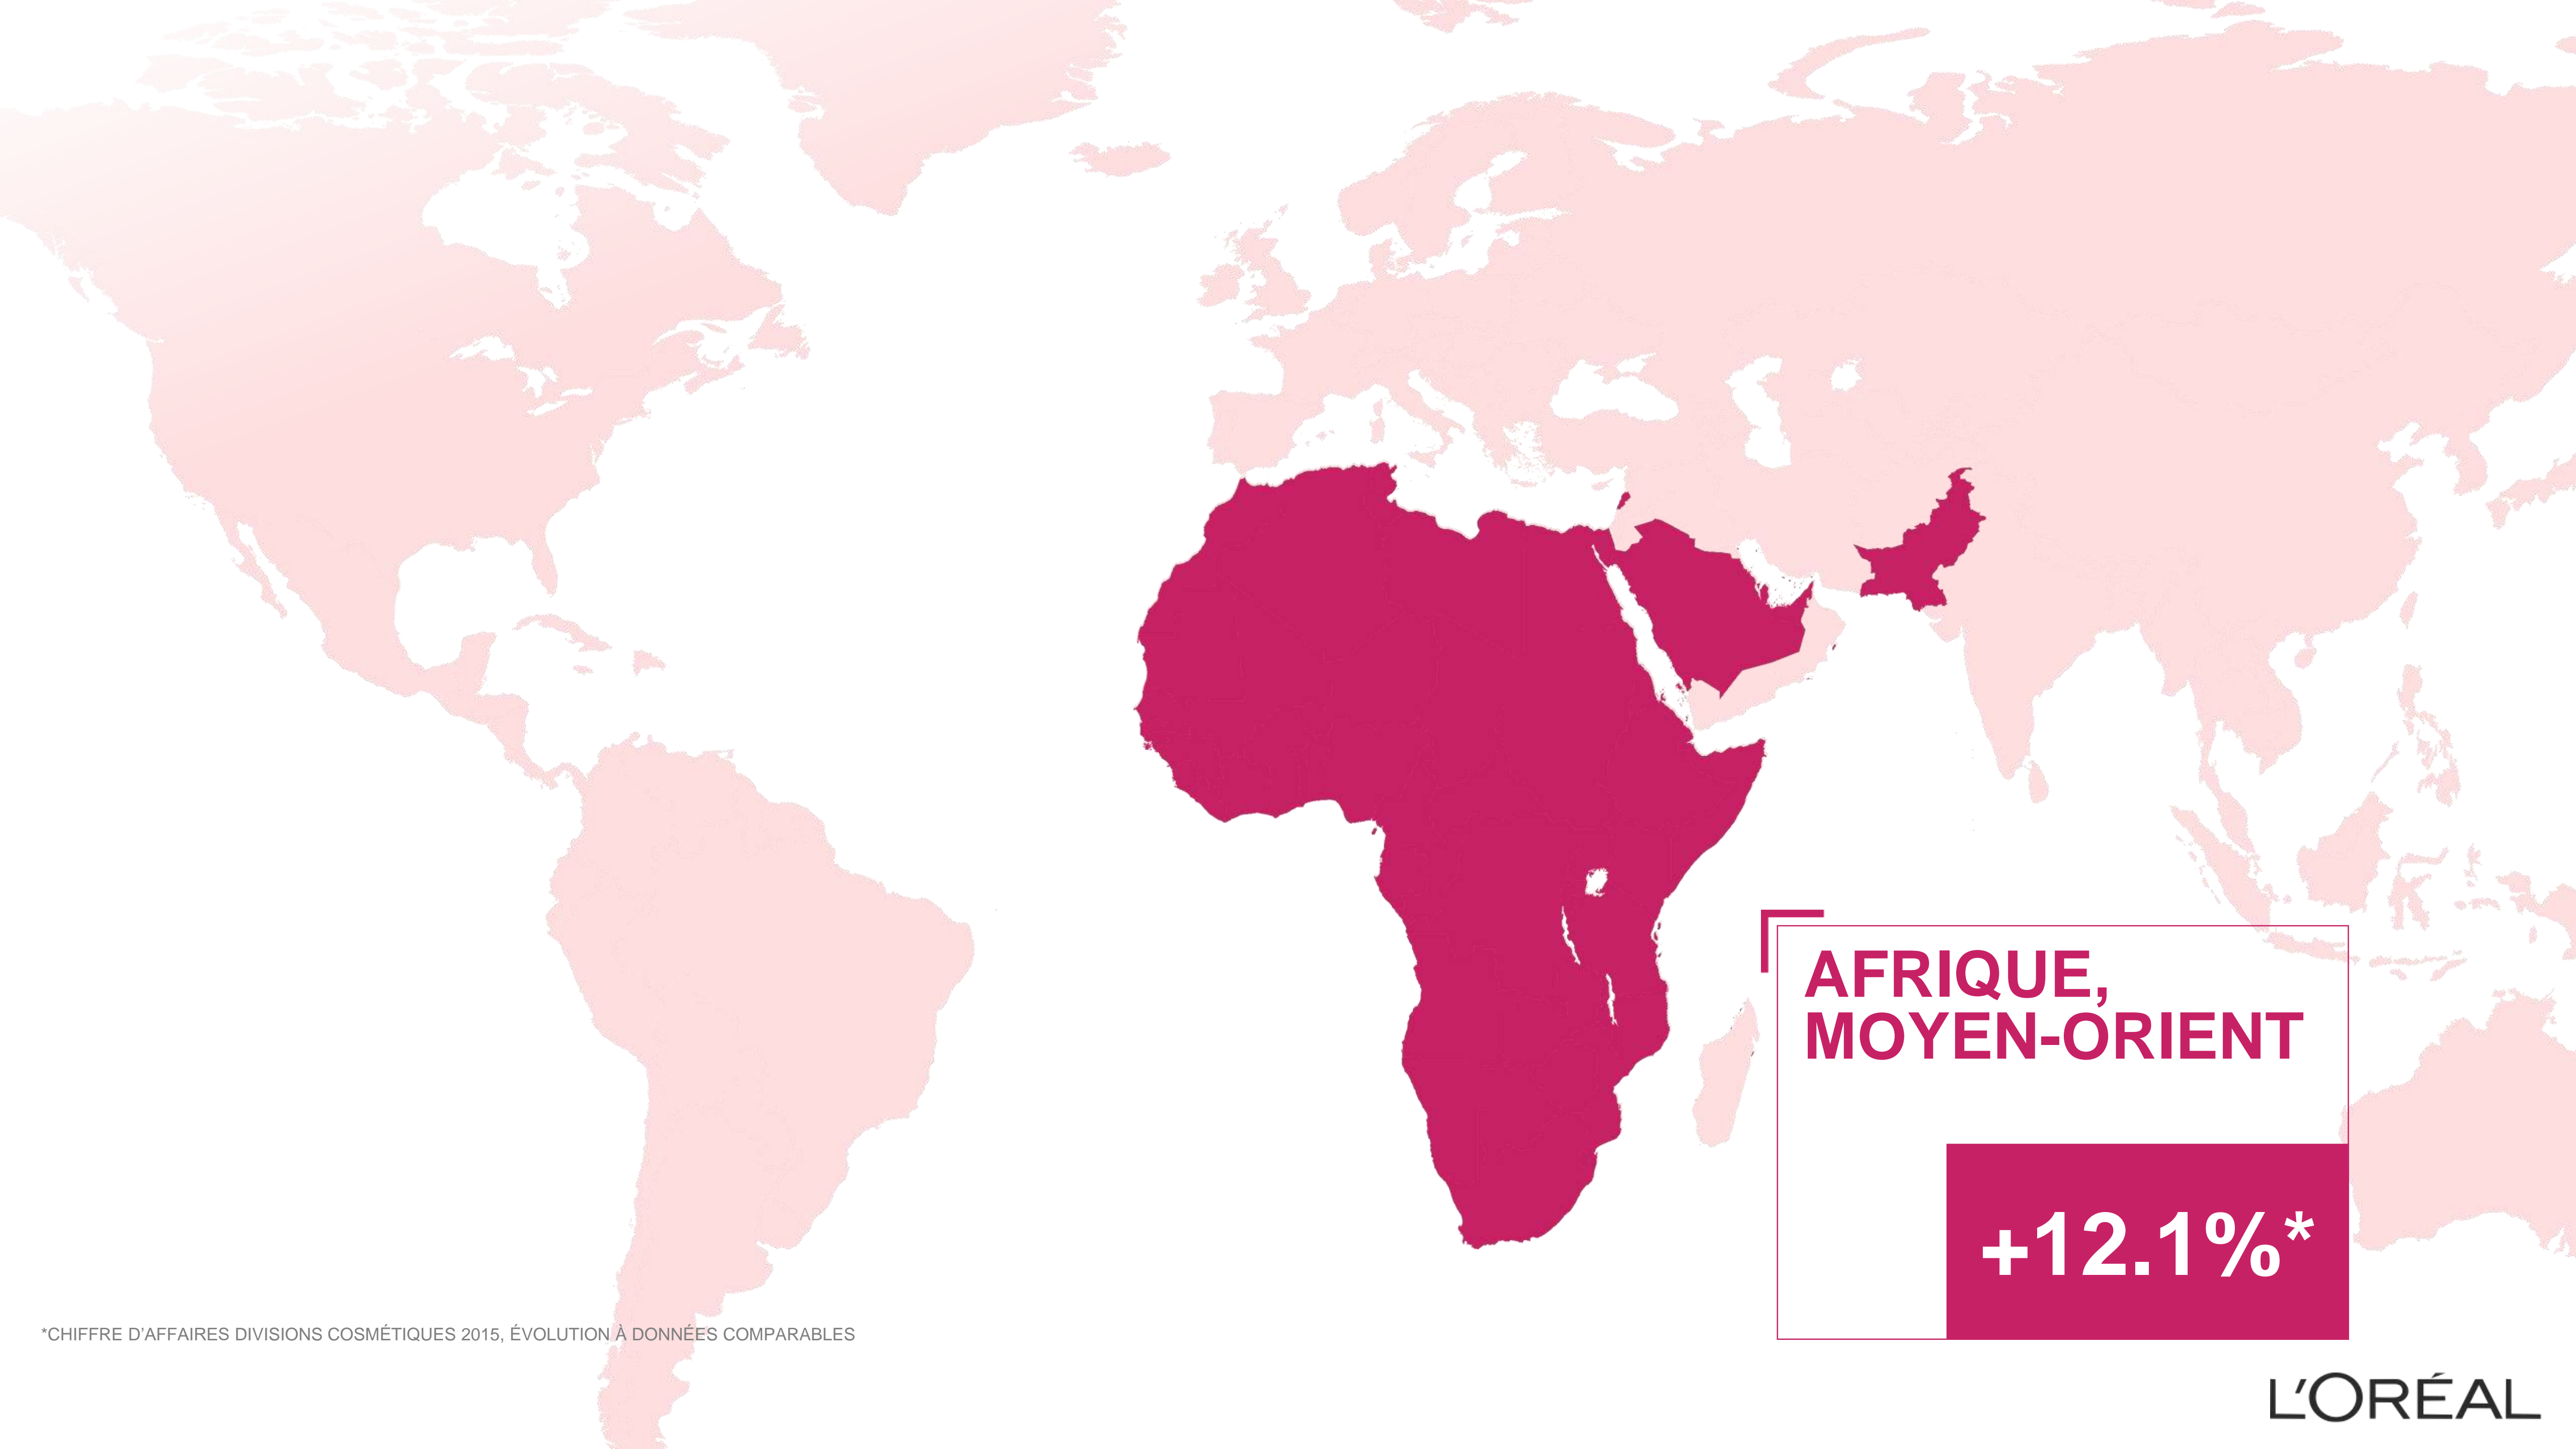 AFRIQUE,
MOYEN-ORIENT
+12.1%*
*CHIFFRE D’AFFAIRES DIVISIONS COSMÉTIQUES 2015, ÉVOLUTION À DONNÉES COMPARABLES
L’ORÉAL